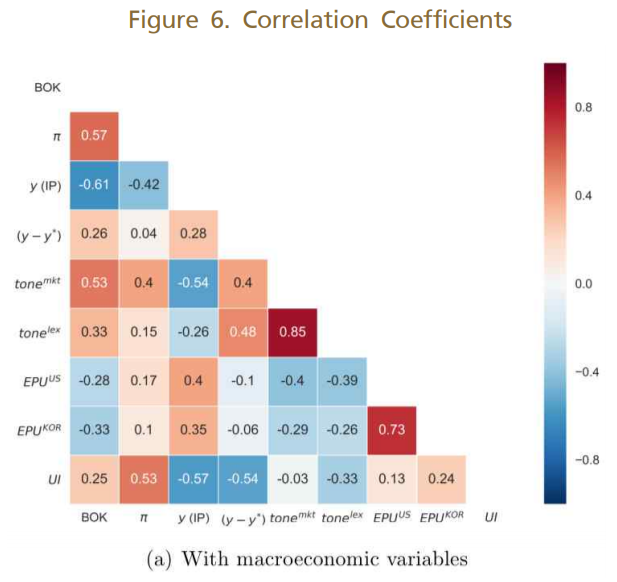 Figure 6. Correlation Coefficients
BOK
π 0.57
y (IP) -0.61 -0.42
(y − y*) 0.26 0.04 0.28
tone^mkt 0.53 0.4 -0.54 0.4
tone^lex 0.33 0.15 -0.26 0.48 0.85
EPU^US -0.28 0.17 0.4 -0.1 -0.4 -0.39
EPU^KOR -0.33 0.1 0.35 -0.06 -0.29 -0.26 0.73
UI 0.25 0.53 -0.57 -0.54 -0.03 -0.33 0.13 0.24
BOK π y (IP) (y − y*) tone^mkt tone^lex EPU^US EPU^KOR UI
0.8
0.4
0.0
−0.4
−0.8
(a) With macroeconomic variables